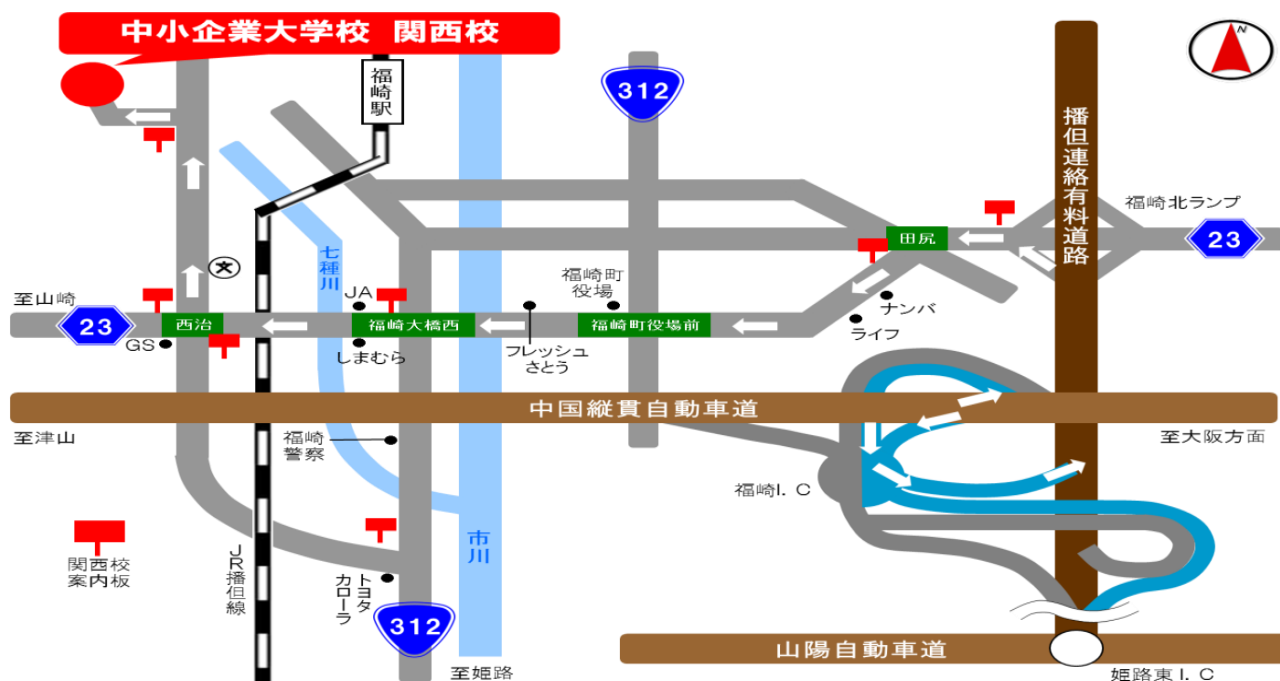 中小企業大学校 関西校
N
福崎駅
312
播但連絡有料道路
福崎北ランプ
23
田尻
七種川
文
福崎町
役場
ナンバ
ライフ
至山崎
23
西治
GS
JA
福崎大橋西
しまむら
フレッシュ
さとう
福崎町役場前
中国縦貫自動車道
至津山
至大阪方面
福崎
警察
福崎I. C
市川
関西校
案内板
JR播但線
トヨタ
カローラ
312
至姫路
山陽自動車道
姫路東I. C